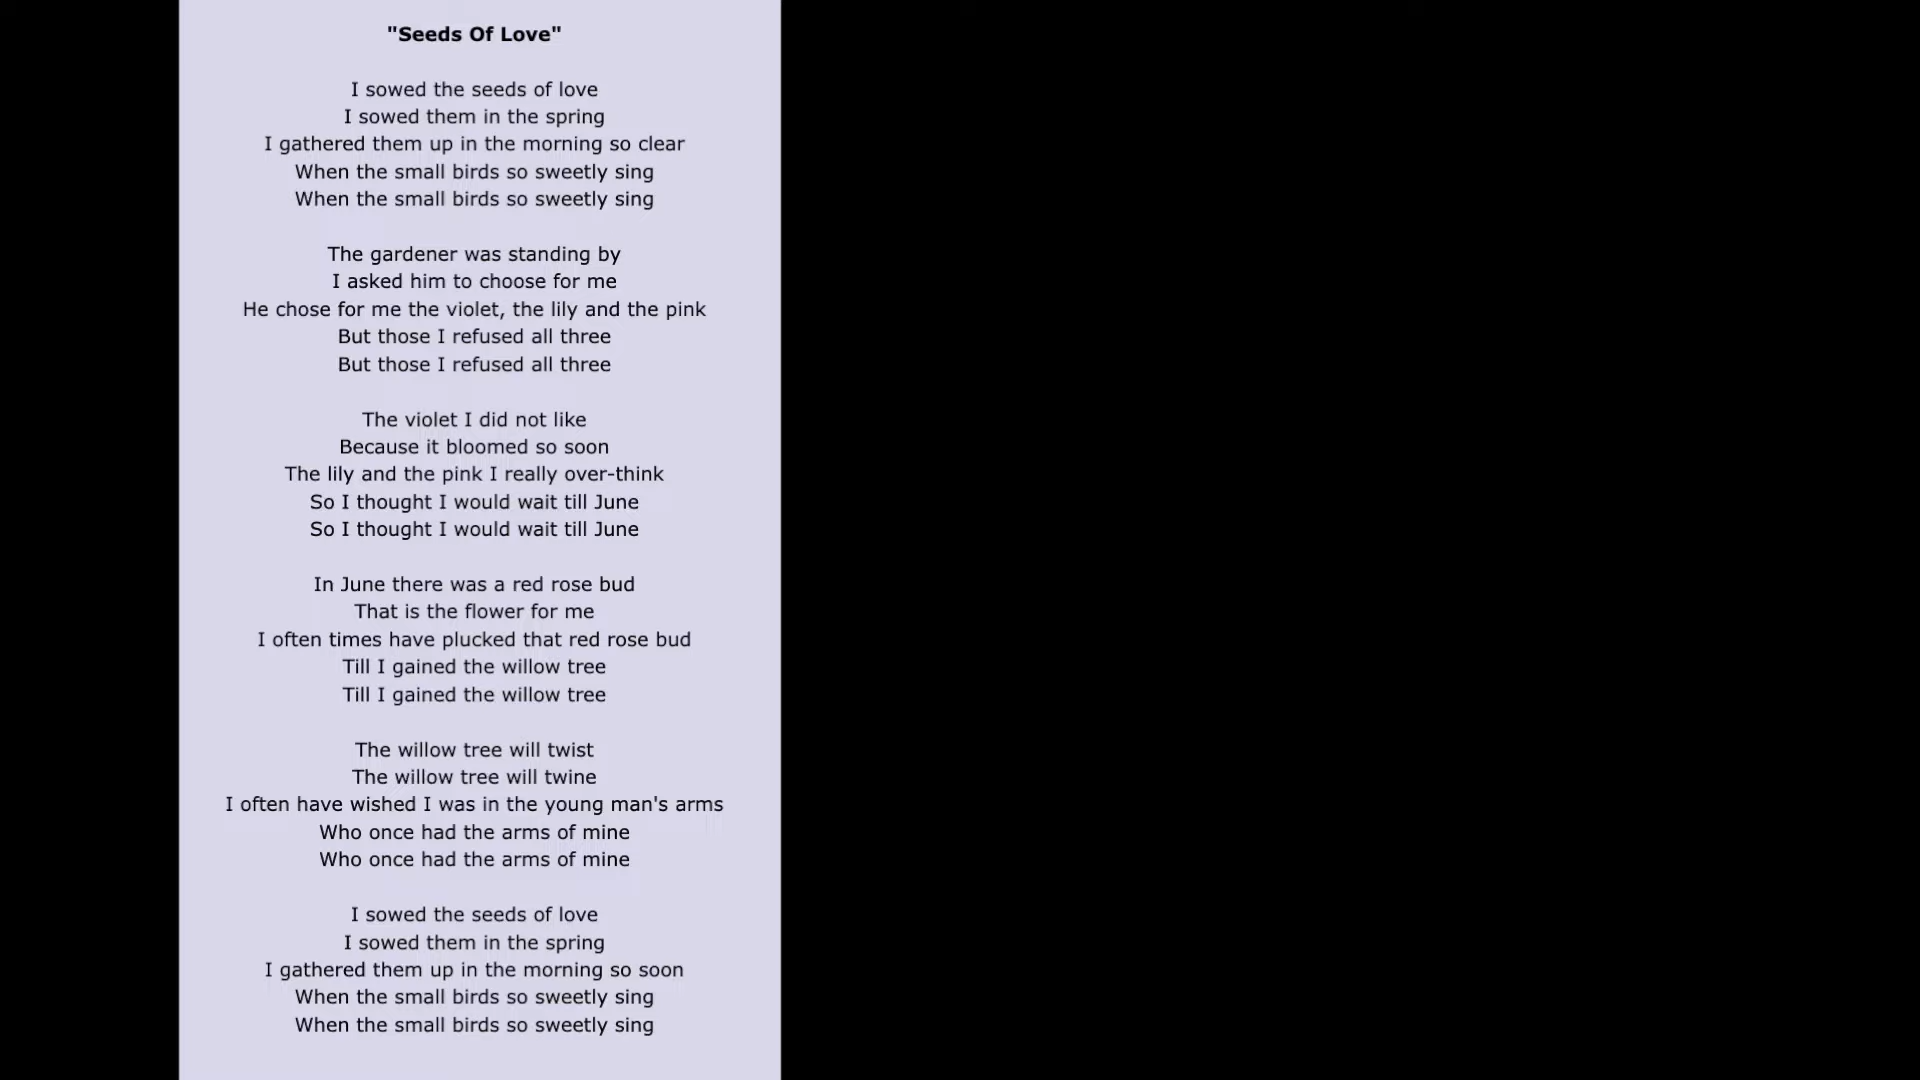 "Seeds Of Love"
I sowed the seeds of love
I sowed them in the spring
I gathered them up in the morning so clear
When the small birds so sweetly sing
When the small birds so sweetly sing
The gardener was standing by
I asked him to choose for me
He chose for me the violet, the lily and the pink
But those I refused all three
But those I refused all three
The violet I did not like
Because it bloomed so soon
The lily and the pink I really over-think
So I thought I would wait till June
So I thought I would wait till June
In June there was a red rose bud
That is the flower for me
I often times have plucked that red rose bud
Till I gained the willow tree
Till I gained the willow tree
The willow tree will twist
The willow tree will twine
I often have wished I was in the young man's arms
Who once had the arms of mine
Who once had the arms of mine
I sowed the seeds of love
I sowed them in the spring
I gathered them up in the morning so soon
When the small birds so sweetly sing
When the small birds so sweetly sing